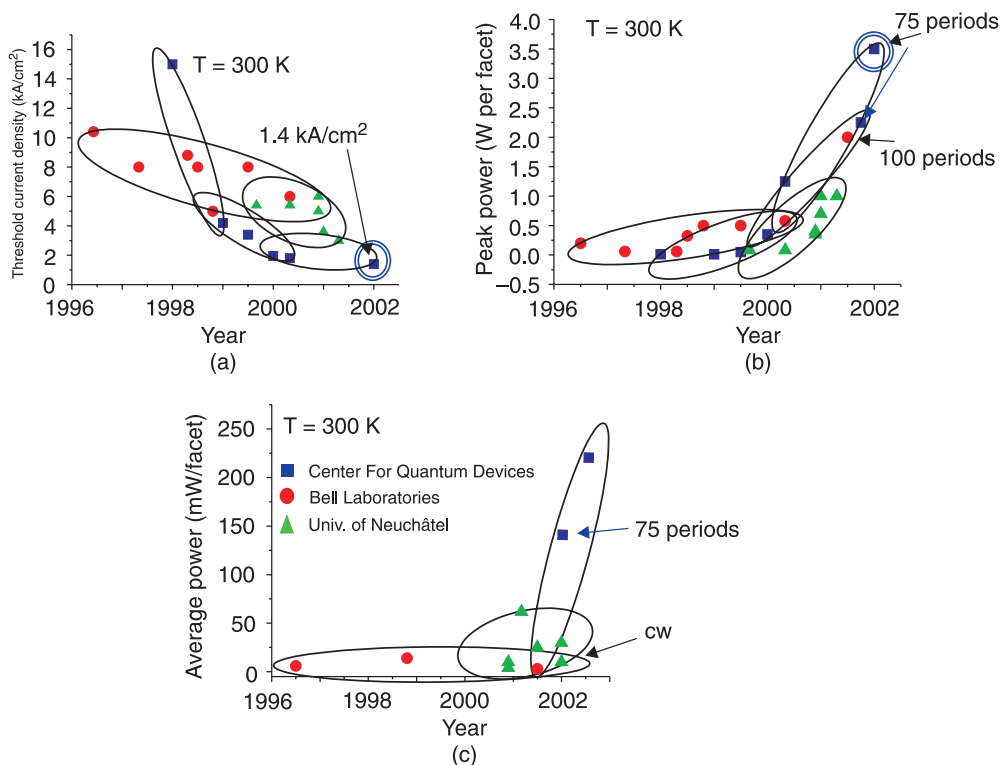 Threshold current density (kA/cm²)
16
14
12
10
8
6
4
2
0
T = 300 K
1.4 kA/cm²
1996
1998
2000
2002
Year
(a)
Peak power (W per facet)
4.0
3.5
3.0
2.5
2.0
1.5
1.0
0.5
0.0
–0.5
T = 300 K
75 periods
100 periods
1996
1998
2000
2002
Year
(b)
Average power (mW/facet)
250
200
150
100
50
25
0
T = 300 K
Center For Quantum Devices
Bell Laboratories
Univ. of Neuchâtel
75 periods
cw
1996
1998
2000
2002
Year
(c)